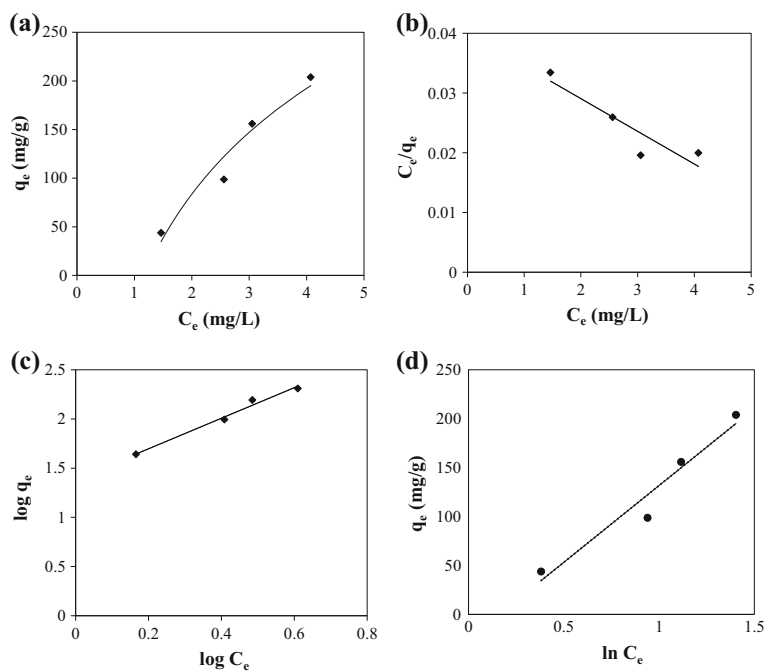 (a)
250
200
150
100
50
0
qe (mg/g)
0 1 2 3 4 5
Ce (mg/L)
(b)
0.04
0.03
0.02
0.01
0
Ce/qe
0 1 2 3 4 5
Ce (mg/L)
(c)
2.5
2
1.5
1
0.5
0
log qe
0 0.2 0.4 0.6 0.8
log Ce
(d)
250
200
150
100
50
0
qe (mg/g)
0 0.5 1 1.5
ln Ce